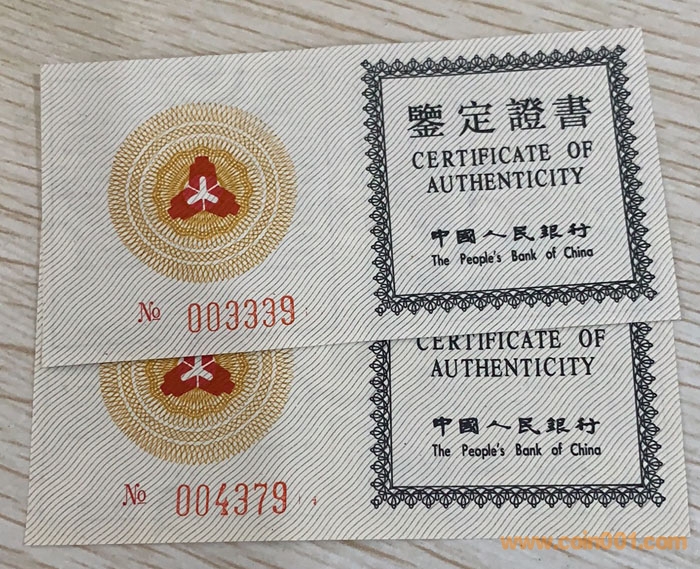 鑒定證書
CERTIFICATE OF
AUTHENTICITY
中國人民銀行
The People's Bank of China
№ 003339
CERTIFICATE OF
AUTHENTICITY
中國人民銀行
The People's Bank of China
№ 004379
www.coin001.com